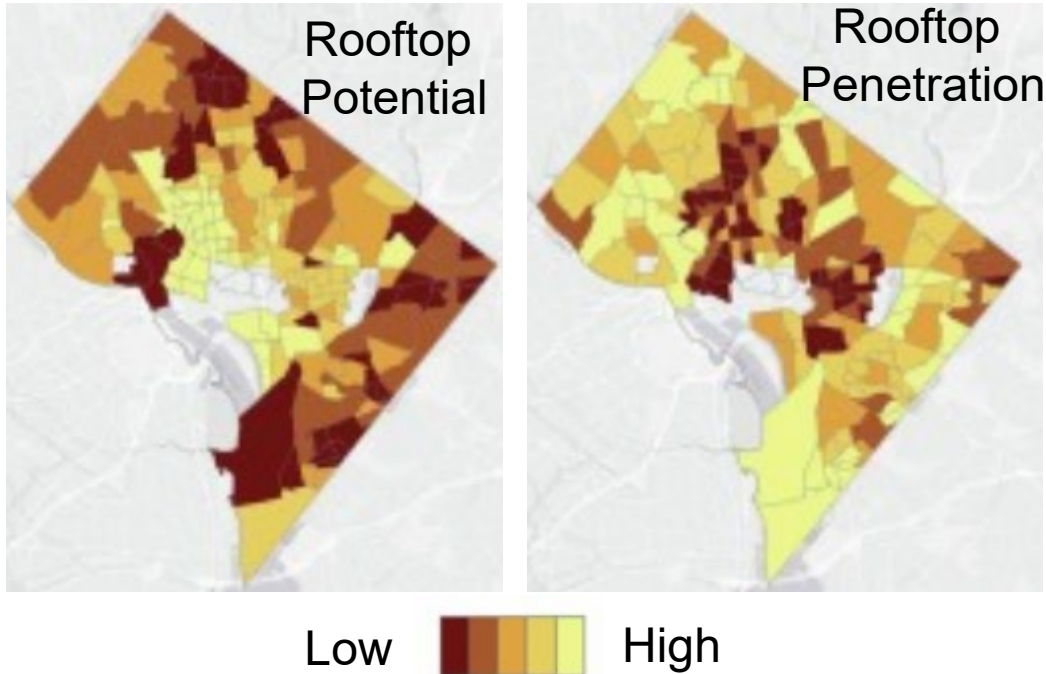 Rooftop
Potential
Rooftop
Penetration
Low High